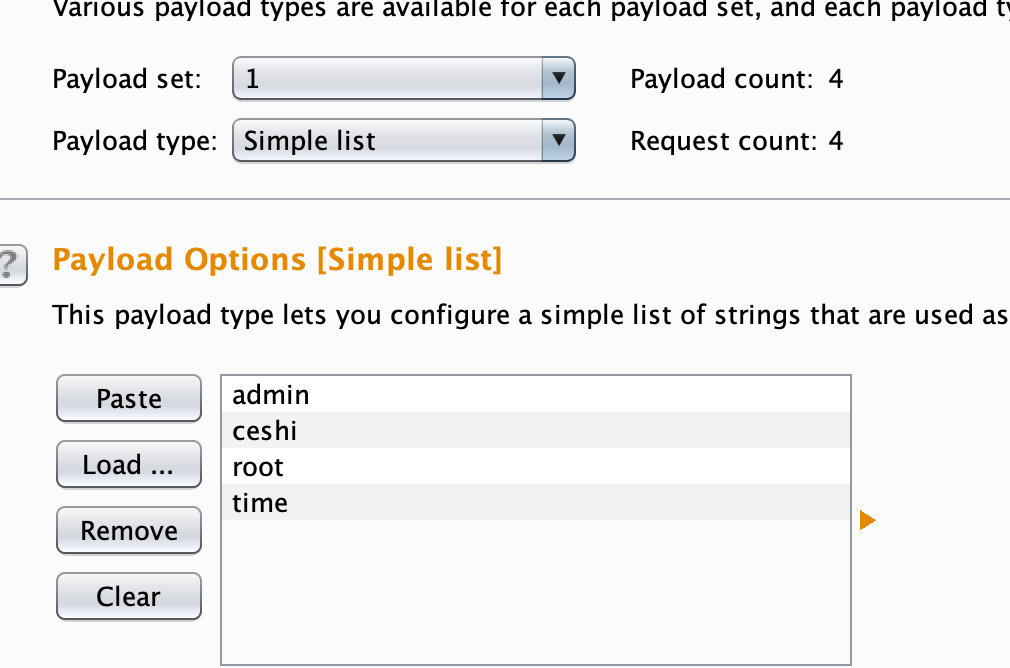 Various payload types are available for each payload set, and each payload
Payload set: 1 Payload count: 4
Payload type: Simple list Request count: 4
? Payload Options [Simple list]
This payload type lets you configure a simple list of strings that are used as
Paste
Load ...
Remove
Clear
admin
ceshi
root
time